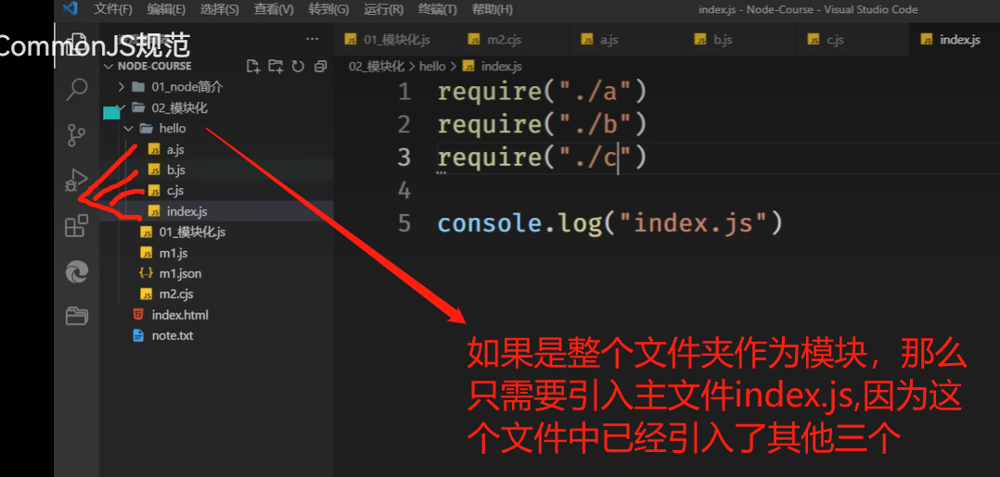 文件(F) 编辑(E) 选择(S) 查看(V) 转到(G) 运行(R) 终端(T) 帮助(H) index.js - Node-Course - Visual Studio Code
CommonJS规范
01_模块化.js m2.cjs a.js b.js c.js index.js
NODE-COURSE
02_模块化 > hello > index.js
01_node简介
02_模块化
hello
a.js
b.js
c.js
index.js
01_模块化.js
m1.js
m1.json
m2.cjs
index.html
note.txt
1 require("./a")
2 require("./b")
3 require("./c")
4
5 console.log("index.js")
如果是整个文件夹作为模块，那么
只需要引入主文件index.js,因为这
个文件中已经引入了其他三个